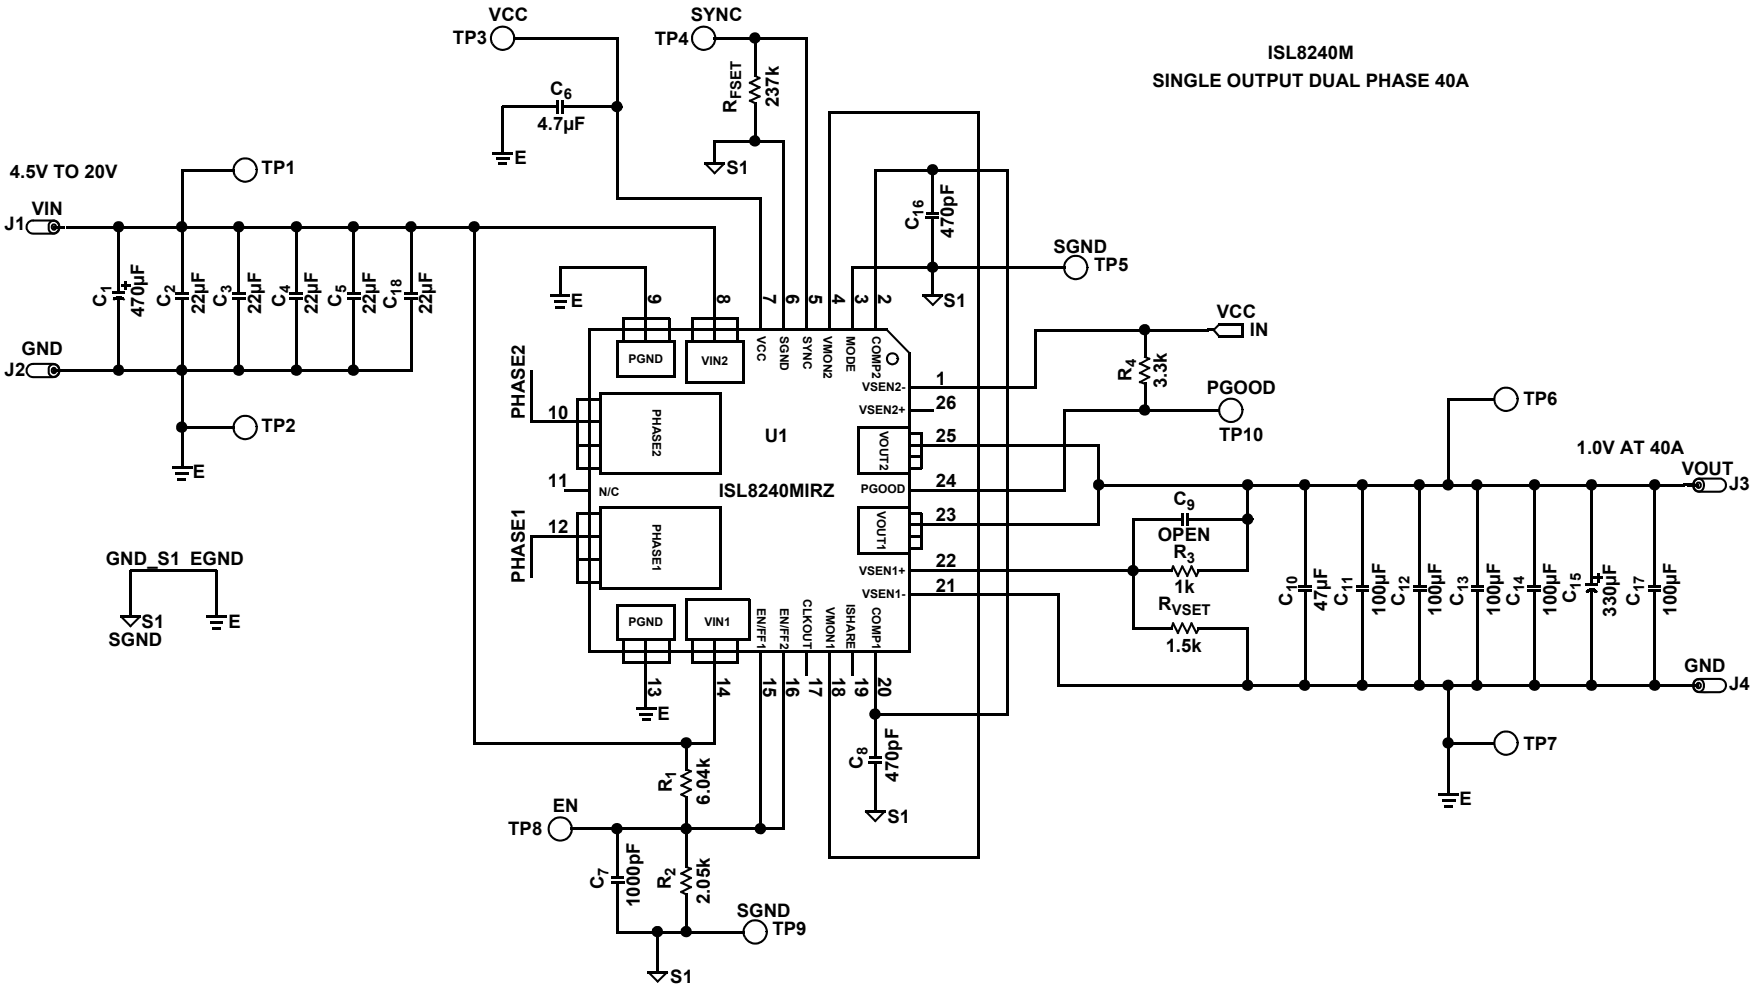 ISL8240M
SINGLE OUTPUT DUAL PHASE 40A
VCC
TP3
SYNC
TP4
RFSET
237k
C6
4.7µF
E
S1
4.5V TO 20V
TP1
VIN
J1
C1
+
470µF
C2
22µF
C3
22µF
C4
22µF
C5
22µF
C18
22µF
GND
J2
TP2
E
E
C16
470pF
SGND
TP5
S1
9
8
7
6
5
4
3
2
PGND
VIN2
VCC
SGND
SYNC
VMON2
MODE
COMP2
VCC
IN
R4
3.3k
PGOOD
TP10
PHASE2
10
PHASE2
11
N/C
PHASE1
12
PHASE1
U1
ISL8240MIRZ
VSEN2-
1
VSEN2+
26
VOUT2
25
PGOOD
24
VOUT1
23
VSEN1+
22
VSEN1-
21
PGND
VIN1
EN/FF1
EN/FF2
CLKOUT
VMON1
ISHARE
COMP1
13
14
15
16
17
18
19
20
E
TP6
1.0V AT 40A
VOUT
J3
C9
OPEN
R3
1k
RVSET
1.5k
C10
47µF
C11
100µF
C12
100µF
C13
100µF
C14
100µF
C15
+
330µF
C17
100µF
GND
J4
TP7
E
GND_S1 EGND
S1
SGND
E
R1
6.04k
C8
470pF
S1
EN
TP8
C7
1000pF
R2
2.05k
SGND
TP9
S1